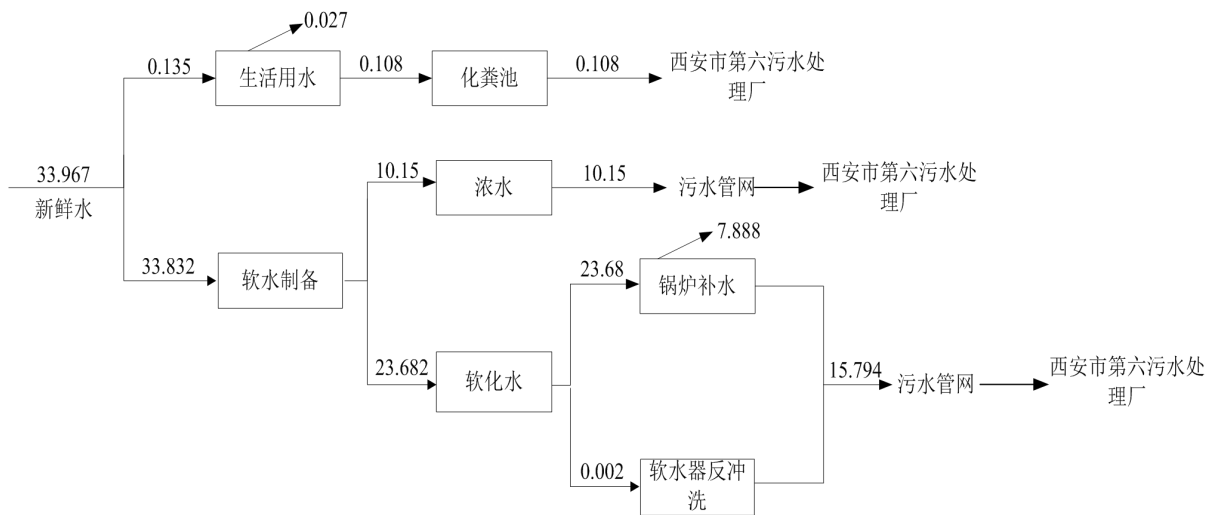 0.027
0.135
生活用水
0.108
化粪池
0.108
西安市第六污水处
理厂
33.967
新鲜水
10.15
浓水
10.15
污水管网
西安市第六污水处
理厂
33.832
软水制备
7.888
23.68
锅炉补水
23.682
软化水
15.794
污水管网
西安市第六污水处
理厂
0.002
软水器反冲
洗